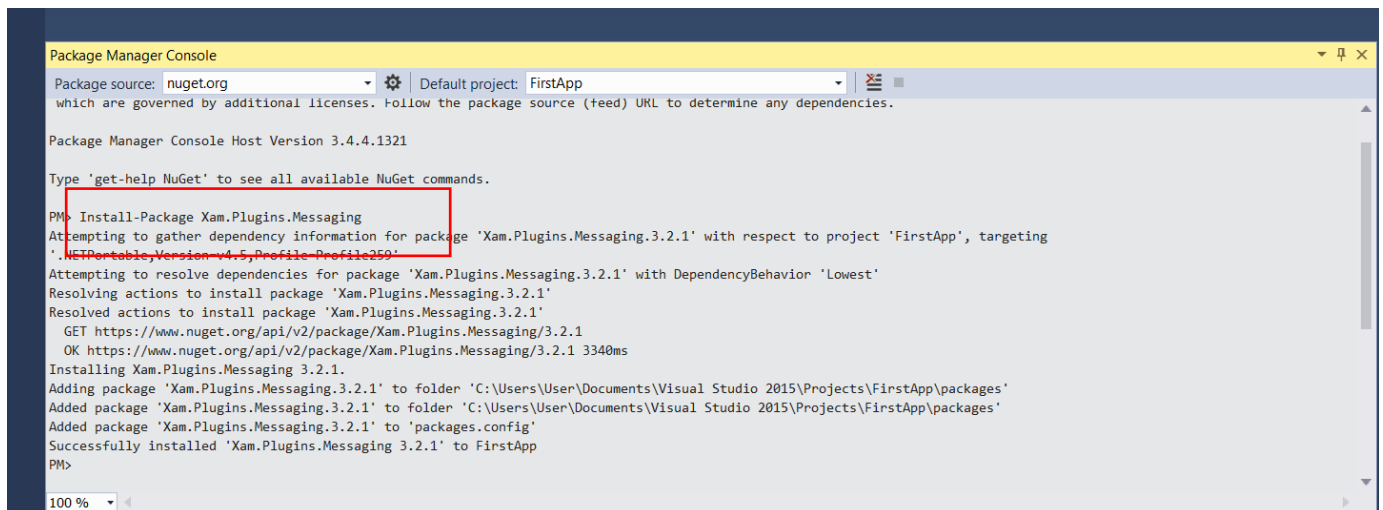 Package Manager Console
Package source: nuget.org Default project: FirstApp
which are governed by additional licenses. Follow the package source (feed) URL to determine any dependencies.
Package Manager Console Host Version 3.4.4.1321
Type 'get-help NuGet' to see all available NuGet commands.
PM> Install-Package Xam.Plugins.Messaging
Attempting to gather dependency information for package 'Xam.Plugins.Messaging.3.2.1' with respect to project 'FirstApp', targeting
'.NETPortable,Version=v4.5,Profile=Profile259'
Attempting to resolve dependencies for package 'Xam.Plugins.Messaging.3.2.1' with DependencyBehavior 'Lowest'
Resolving actions to install package 'Xam.Plugins.Messaging.3.2.1'
Resolved actions to install package 'Xam.Plugins.Messaging.3.2.1'
GET https://www.nuget.org/api/v2/package/Xam.Plugins.Messaging/3.2.1
OK https://www.nuget.org/api/v2/package/Xam.Plugins.Messaging/3.2.1 3340ms
Installing Xam.Plugins.Messaging 3.2.1.
Adding package 'Xam.Plugins.Messaging.3.2.1' to folder 'C:\Users\User\Documents\Visual Studio 2015\Projects\FirstApp\packages'
Added package 'Xam.Plugins.Messaging.3.2.1' to folder 'C:\Users\User\Documents\Visual Studio 2015\Projects\FirstApp\packages'
Added package 'Xam.Plugins.Messaging.3.2.1' to 'packages.config'
Successfully installed 'Xam.Plugins.Messaging 3.2.1' to FirstApp
PM>
100 %